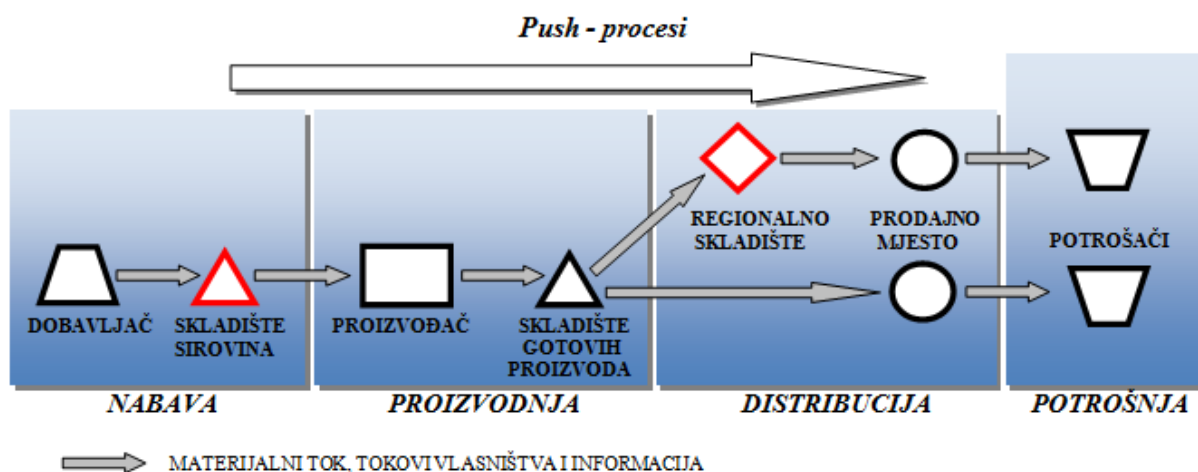 Push - procesi
REGIONALNO
SKLADIŠTE
PRODAJNO
MJESTO
POTROŠAČI
DOBAVLJAČ
SKLADIŠTE
SIROVINA
PROIZVOĐAČ
SKLADIŠTE
GOTOVIH
PROIZVODA
NABAVA
PROIZVODNJA
DISTRIBUCIJA
POTROŠNJA
MATERIJALNI TOK, TOKOVI VLASNIŠTVA I INFORMACIJA